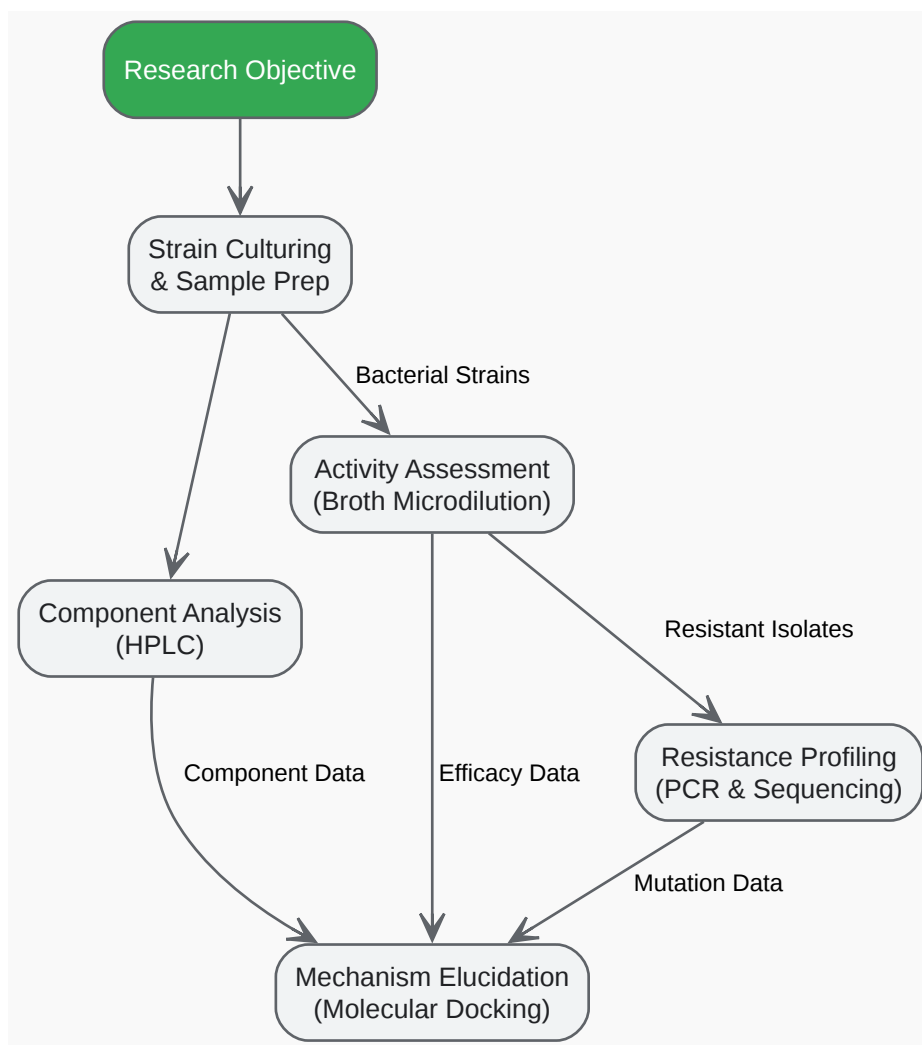 Research Objective
Strain Culturing
& Sample Prep
Bacterial Strains
Activity Assessment
(Broth Microdilution)
Component Analysis
(HPLC)
Resistant Isolates
Resistance Profiling
(PCR & Sequencing)
Component Data
Efficacy Data
Mutation Data
Mechanism Elucidation
(Molecular Docking)